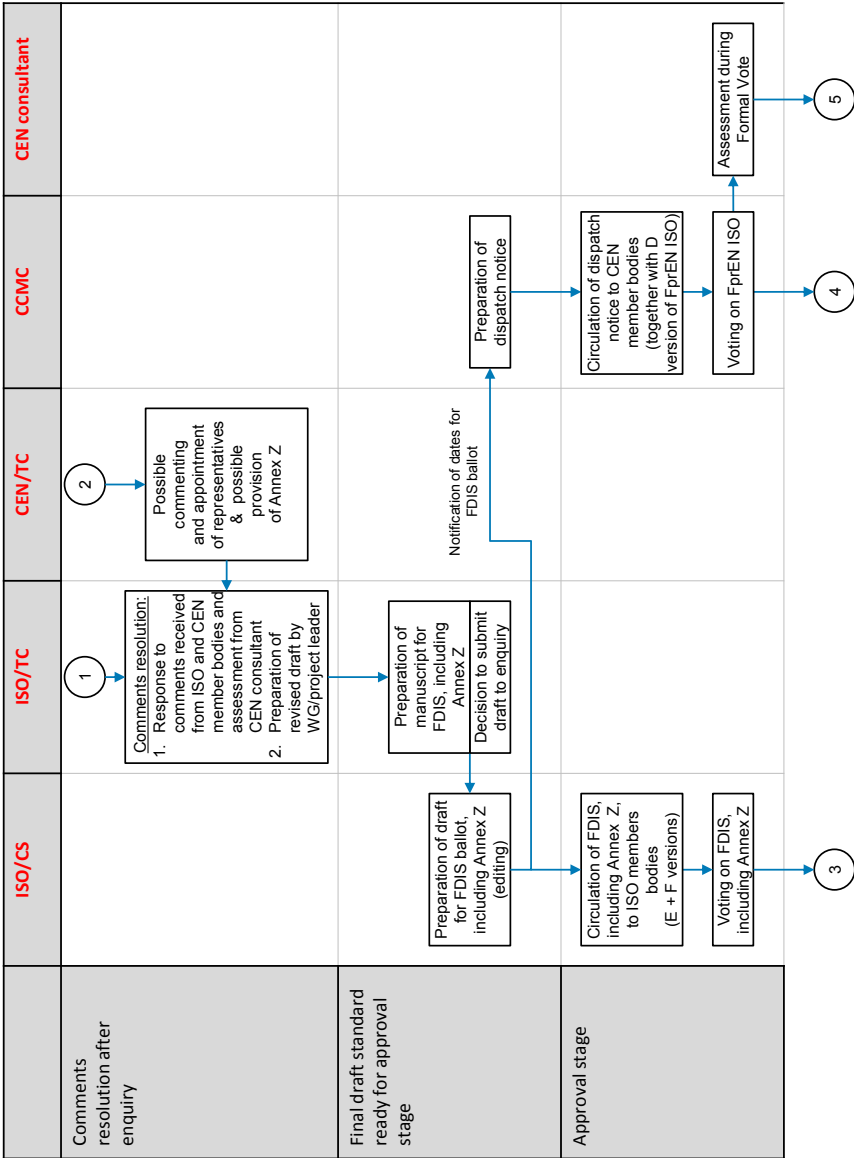 ISO/CS
ISO/TC
CEN/TC
CCMC
CEN consultant
Comments
resolution after
enquiry
1
2
Comments resolution:
1. Response to
comments received
from ISO and CEN
member bodies and
assessment from
CEN consultant
2. Preparation of
revised draft by
WG/project leader
Possible
commenting
and appointment
of representatives
& possible
provision
of Annex Z
Final draft standard
ready for approval
stage
Preparation of draft
for FDIS ballot,
including Annex Z
(editing)
Preparation of
manuscript for
FDIS, including
Annex Z
Decision to submit
draft to enquiry
Notification of dates for
FDIS ballot
Preparation of
dispatch notice
Approval stage
Circulation of FDIS,
including Annex Z,
to ISO members
bodies
(E + F versions)
Circulation of dispatch
notice to CEN
member bodies
(together with D
version of FprEN ISO)
Voting on FDIS,
including Annex Z
Voting on FprEN ISO
Assessment during
Formal Vote
3
4
5